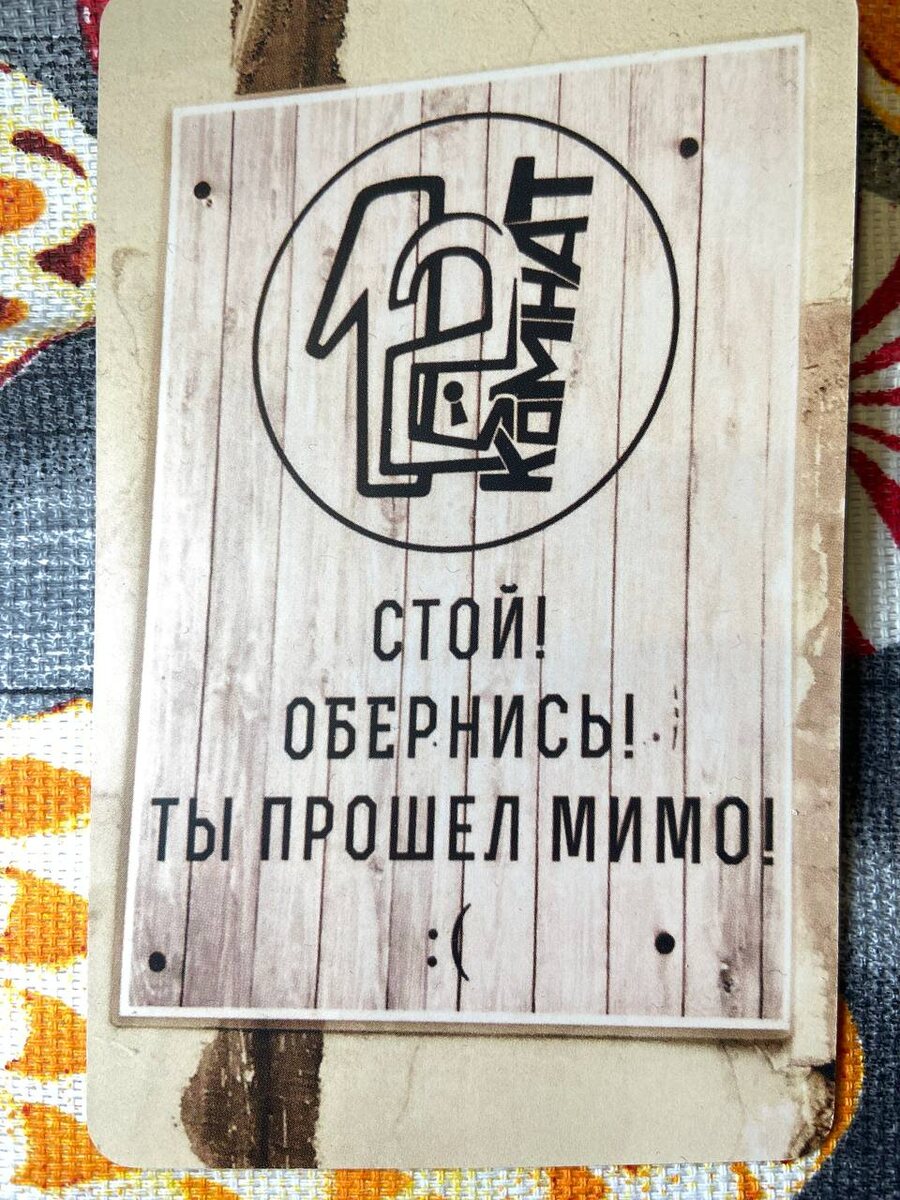 12
КОМНАТ
СТОЙ!
ОБЕРНИСЬ!
ТЫ ПРОШЕЛ МИМО!
:(